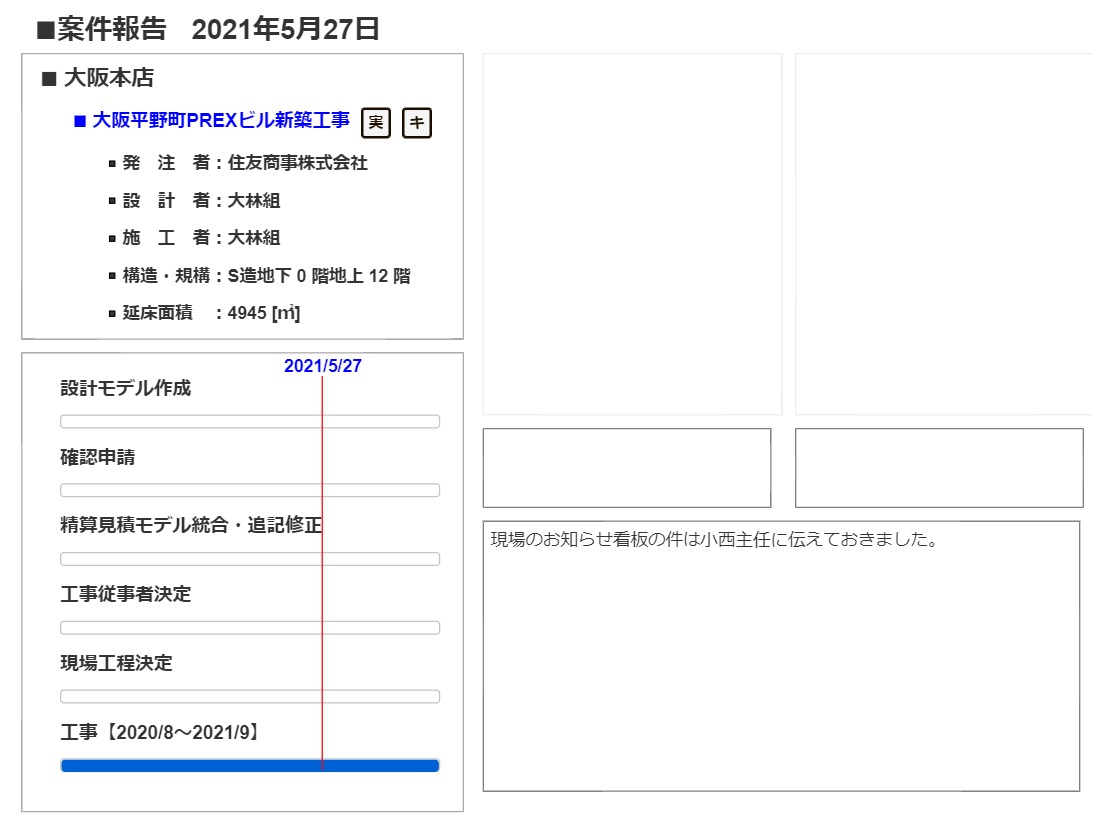 ■案件報告 2021年5月27日
■ 大阪本店
■ 大阪平野町PREXビル新築工事 実 キ
▪ 発 注 者：住友商事株式会社
▪ 設 計 者：大林組
▪ 施 工 者：大林組
▪ 構造・規構：S造地下 0 階地上 12 階
▪ 延床面積 ：4945 [㎡]
2021/5/27
設計モデル作成
確認申請
精算見積モデル統合・追記修正
工事従事者決定
現場工程決定
工事【2020/8～2021/9】
現場のお知らせ看板の件は小西主任に伝えておきました。